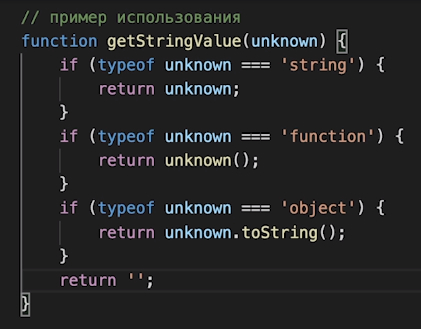 // пример использования
function getStringValue(unknown) {
    if (typeof unknown === 'string') {
        return unknown;
    }
    if (typeof unknown === 'function') {
        return unknown();
    }
    if (typeof unknown === 'object') {
        return unknown.toString();
    }
    return '';
}